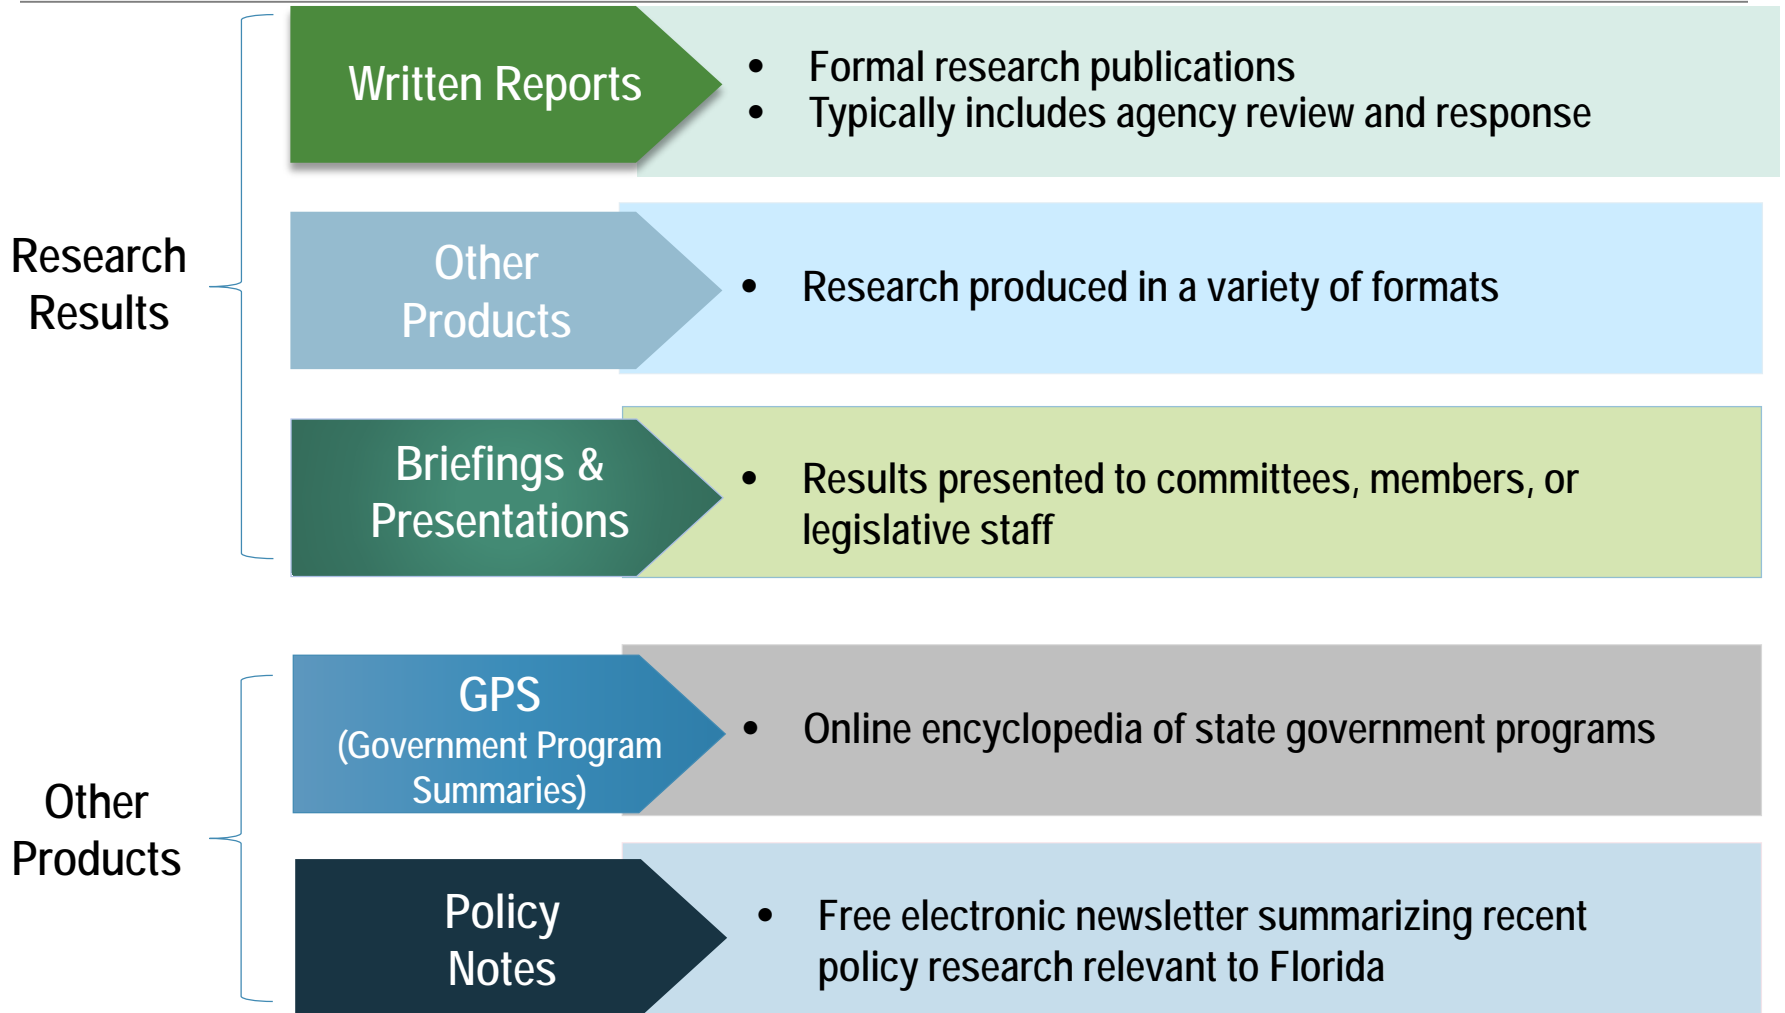 Research
Results
Written Reports
• Formal research publications
• Typically includes agency review and response
Other
Products
• Research produced in a variety of formats
Briefings &
Presentations
• Results presented to committees, members, or
legislative staff
Other
Products
GPS
(Government Program
Summaries)
• Online encyclopedia of state government programs
Policy
Notes
• Free electronic newsletter summarizing recent
policy research relevant to Florida